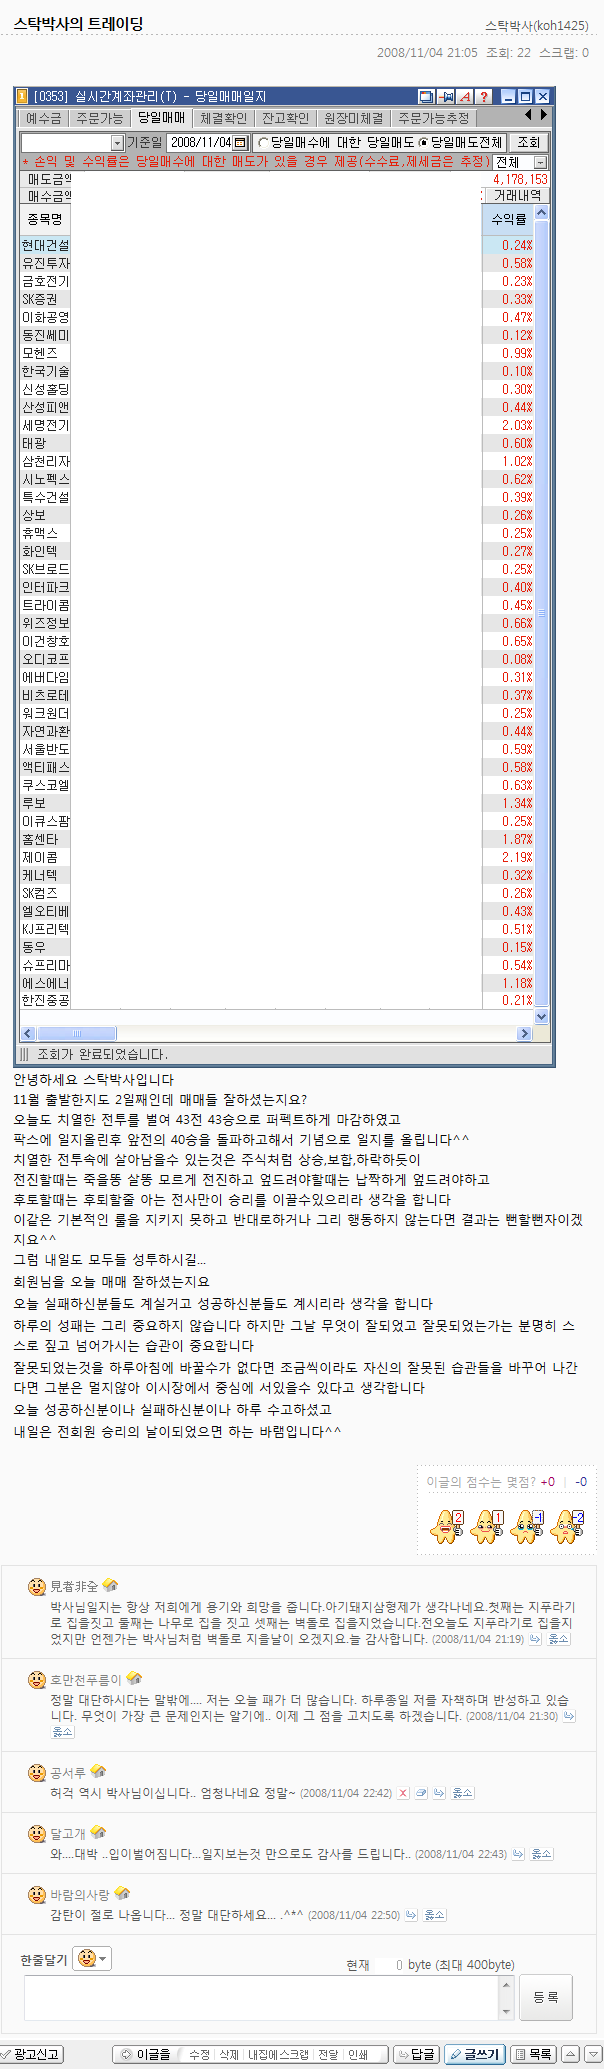 스탁박사의 트레이딩
스탁박사(koh1425)
2008/11/04 21:05 조회: 22 스크랩: 0
[0353] 실시간계좌관리(T) - 당일매매일지
예수금 주문가능 당일매매 체결확인 잔고확인 원장미체결 주문가능추정
기준일 2008/11/04 당일매수에 대한 당일매도 당일매도전체 조회
* 손익 및 수익률은 당일매수에 대한 매도가 있을 경우 제공(수수료,제세금은 추정) 전체
매도금액 4,178,153
매수금액 거래내역
종목명 수익률
현대건설 0.24%
유진투자 0.58%
금호전기 0.23%
SK증권 0.33%
이화공영 0.47%
동진쎄미 0.12%
모헨즈 0.99%
한국기술 0.10%
신성홀딩 0.30%
산성피앤 0.44%
세명전기 2.03%
태광 0.60%
삼천리자 1.02%
시노펙스 0.62%
특수건설 0.39%
상보 0.26%
휴맥스 0.25%
화인텍 0.27%
SK브로드 0.25%
인터파크 0.40%
트라이콤 0.45%
위즈정보 0.66%
이건창호 0.65%
오디코프 0.08%
에버다임 0.31%
비츠로테 0.37%
워크원더 0.25%
자연과환 0.44%
서울반도 0.59%
액티패스 0.58%
쿠스코엘 0.63%
루보 1.34%
이큐스팜 0.25%
홈센타 1.87%
제이콤 2.19%
케너텍 0.32%
SK컴즈 0.26%
엘오티베 0.43%
KJ프리텍 0.51%
동우 0.15%
슈프리마 0.54%
에스에너 1.18%
한진중공 0.21%
조회가 완료되었습니다.
안녕하세요 스탁박사입니다
11월 출발한지도 2일째인데 매매들 잘하셨는지요?
오늘도 치열한 전투를 벌여 43전 43승으로 퍼펙트하게 마감하였고
팍스에 일지올린후 앞전의 40승을 돌파하고해서 기념으로 일지를 올립니다^^
치열한 전투속에 살아남을수 있는것은 주식처럼 상승,보합,하락하듯이
전진할때는 죽을똥 살똥 모르게 전진하고 엎드려야할때는 납짝하게 엎드려야하고
후토할때는 후퇴할줄 아는 전사만이 승리를 이끌수있으리라 생각을 합니다
이같은 기본적인 룰을 지키지 못하고 반대로하거나 그리 행동하지 않는다면 결과는 뻔할뻔자이겠
지요^^
그럼 내일도 모두들 성투하시길...
회원님을 오늘 매매 잘하셨는지요
오늘 실패하신분들도 계실거고 성공하신분들도 계시리라 생각을 합니다
하루의 성패는 그리 중요하지 않습니다 하지만 그날 무엇이 잘되었고 잘못되었는가는 분명히 스
스로 짚고 넘어가시는 습관이 중요합니다
잘못되었는것을 하루아침에 바꿀수가 없다면 조금씩이라도 자신의 잘못된 습관들을 바꾸어 나간
다면 그분은 멀지않아 이시장에서 중심에 서있을수 있다고 생각합니다
오늘 성공하신분이나 실패하신분이나 하루 수고하셨고
내일은 전회원 승리의 날이되었으면 하는 바램입니다^^
이글의 점수는 몇점? +0 | -0
2 1 -1 -2
見者非全
박사님일지는 항상 저희에게 용기와 희망을 줍니다.아기돼지삼형제가 생각나네요.첫째는 지푸라기
로 집을짓고 둘째는 나무로 집을 짓고 셋째는 벽돌로 집을지었습니다.전오늘도 지푸라기로 집을지
었지만 언젠가는 박사님처럼 벽돌로 지을날이 오겠지요.늘 감사합니다. (2008/11/04 21:19) 옳소
호만천푸름이
정말 대단하시다는 말밖에.... 저는 오늘 패가 더 많습니다. 하루종일 저를 자책하며 반성하고 있습
니다. 무엇이 가장 큰 문제인지는 알기에.. 이제 그 점을 고치도록 하겠습니다. (2008/11/04 21:30)
옳소
공서루
허걱 역시 박사님이십니다.. 엄청나네요 정말~ (2008/11/04 22:42) x 옳소
달고개
와....대박 ..입이벌어짐니다...일지보는것 만으로도 감사를 드립니다.. (2008/11/04 22:43) 옳소
바람의사랑
감탄이 절로 나옵니다... 정말 대단하세요... .^*^ (2008/11/04 22:50) 옳소
한줄달기 현재 0 byte (최대 400byte)
등록
광고신고 이글을 수정 | 삭제 | 내집에스크랩 | 전달 | 인쇄 답글 글쓰기 목록